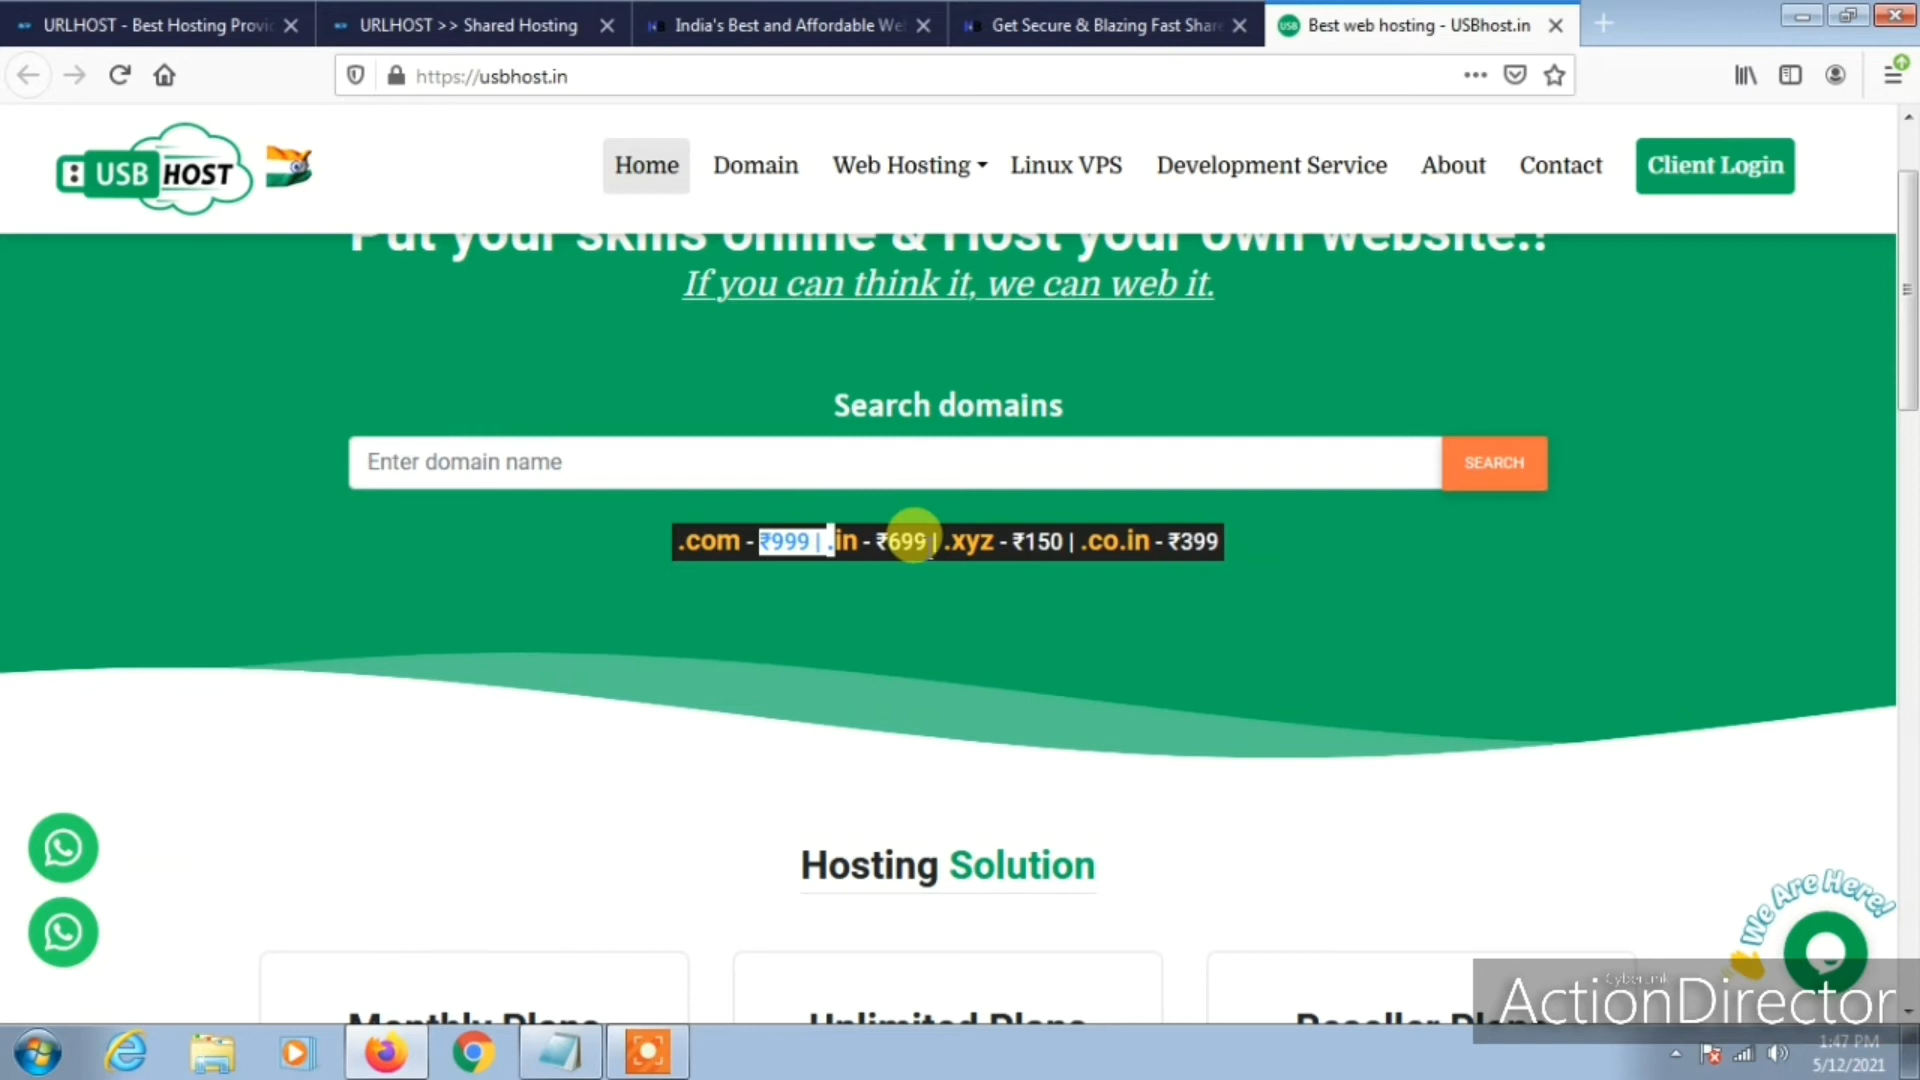 URLHOST - Best Hosting Provi
URLHOST >> Shared Hosting
India's Best and Affordable We
Get Secure & Blazing Fast Share
USB
Best web hosting - USBhost.in
https://usbhost.in
USB HOST
Home
Domain
Web Hosting
Linux VPS
Development Service
About
Contact
Client Login
Put your skills online & Host your own website.!
If you can think it, we can web it.
Search domains
Enter domain name
SEARCH
.com - ₹999 | .in - ₹699 | .xyz - ₹150 | .co.in - ₹399
Hosting Solution
Monthly Plans
Unlimited Plans
Reseller Plans
We Are Here!
CyberLink
ActionDirector
1:47 PM
5/12/2021